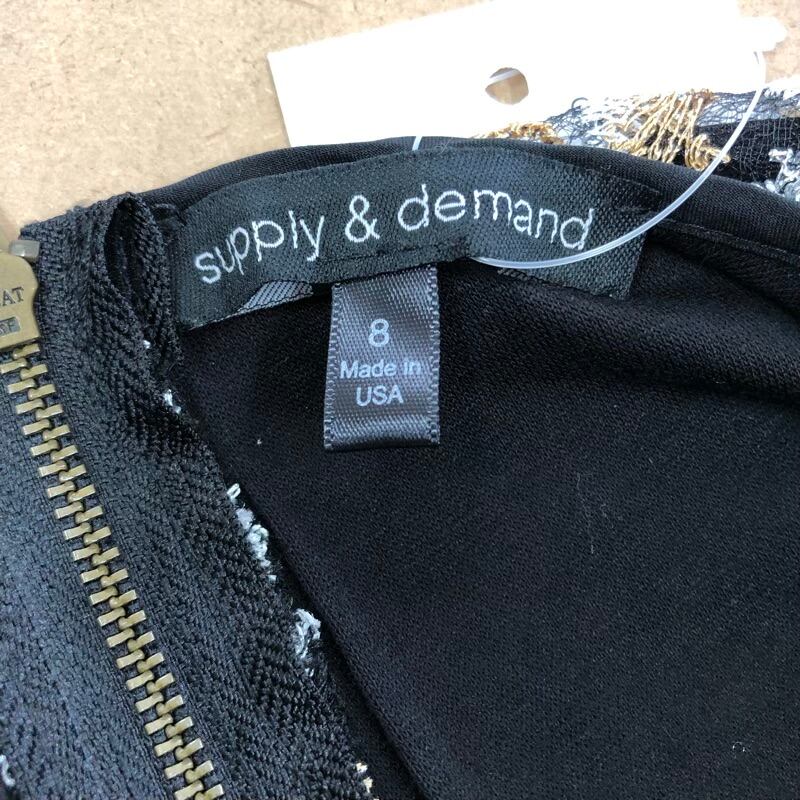 supply & demand
8
Made in
USA